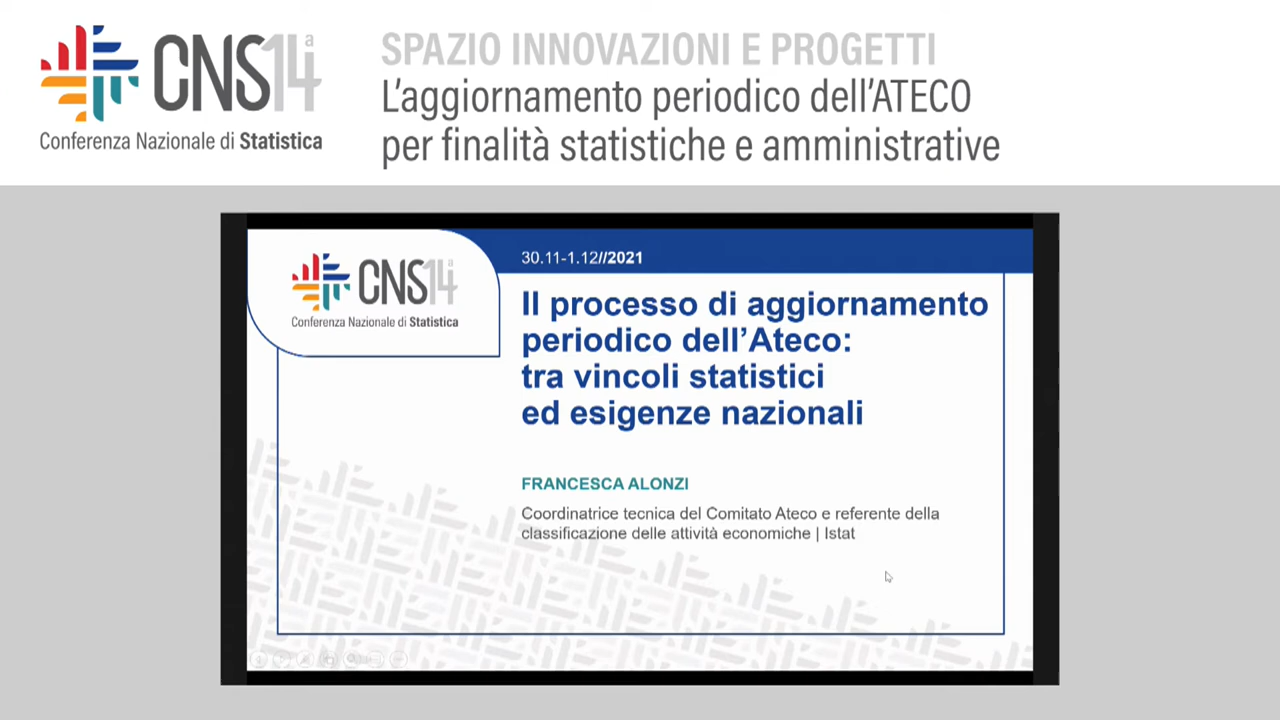 CNS14ª
Conferenza Nazionale di Statistica
SPAZIO INNOVAZIONI E PROGETTI
L'aggiornamento periodico dell'ATECO
per finalità statistiche e amministrative
CNS14ª
Conferenza Nazionale di Statistica
30.11-1.12//2021
Il processo di aggiornamento
periodico dell'Ateco:
tra vincoli statistici
ed esigenze nazionali
FRANCESCA ALONZI
Coordinatrice tecnica del Comitato Ateco e referente della
classificazione delle attività economiche | Istat